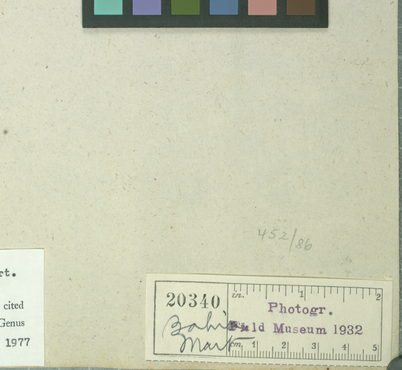 452/86
rt.
cited
Genus
1977
20340
in. 1 2
Photogr.
Field Museum 1932
Bahia
Mart
cm. 1 2 3 4 5